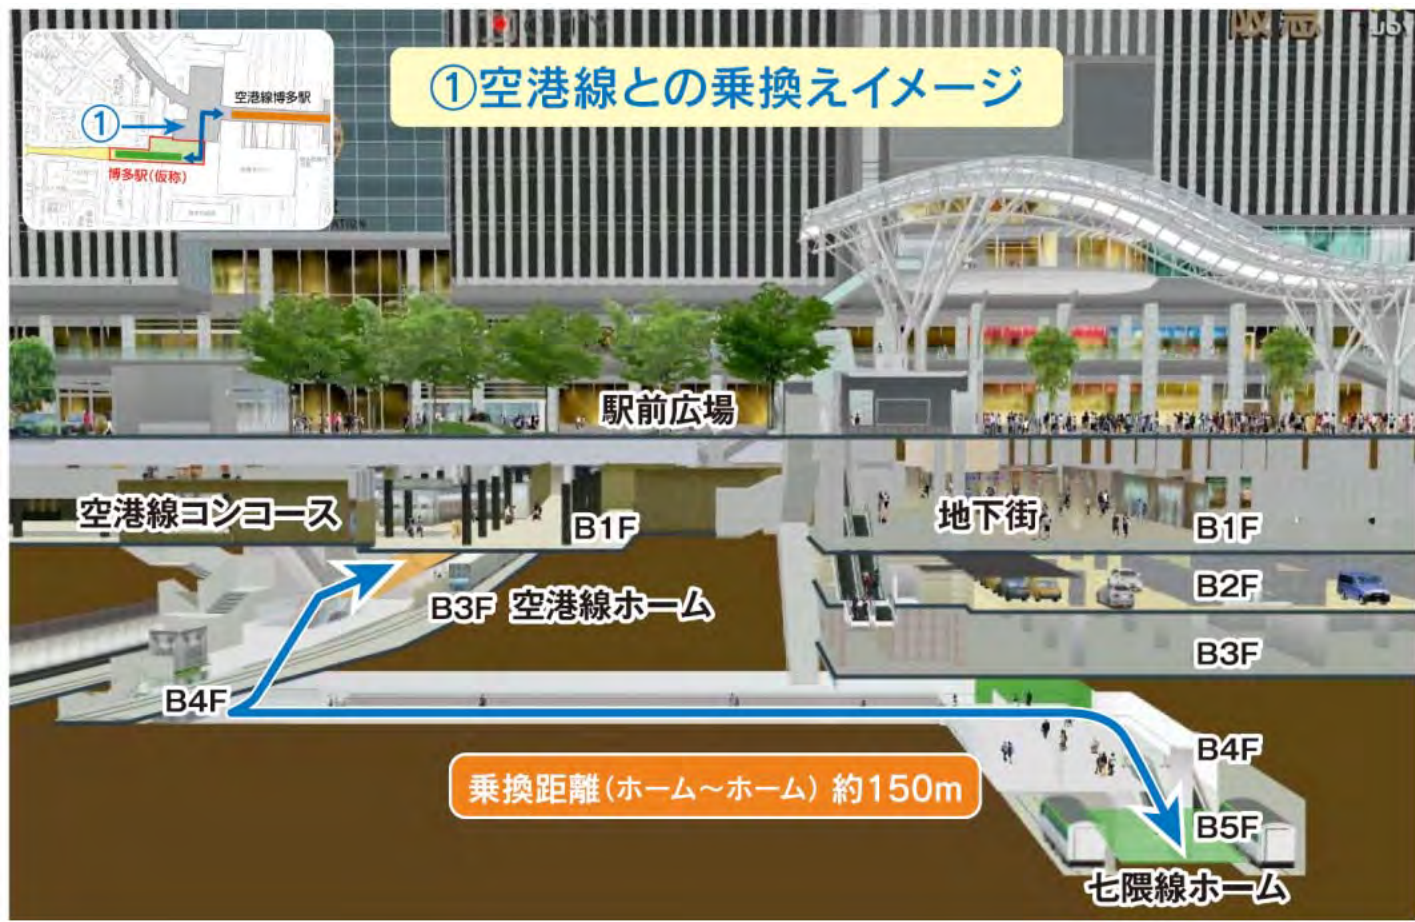 CITY
阪急
①空港線との乗換えイメージ
空港線博多駅
①
博多駅(仮称)
駅前広場
空港線コンコース
B1F
地下街
B1F
B2F
B3F 空港線ホーム
B3F
B4F
B4F
乗換距離(ホーム〜ホーム) 約150m
B5F
七隈線ホーム